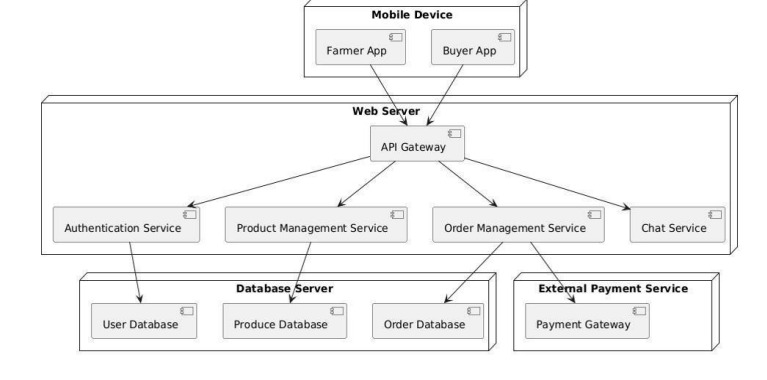 Mobile Device
Farmer App
Buyer App
Web Server
API Gateway
Authentication Service
Product Management Service
Order Management Service
Chat Service
Database Server
External Payment Service
User Database
Produce Database
Order Database
Payment Gateway